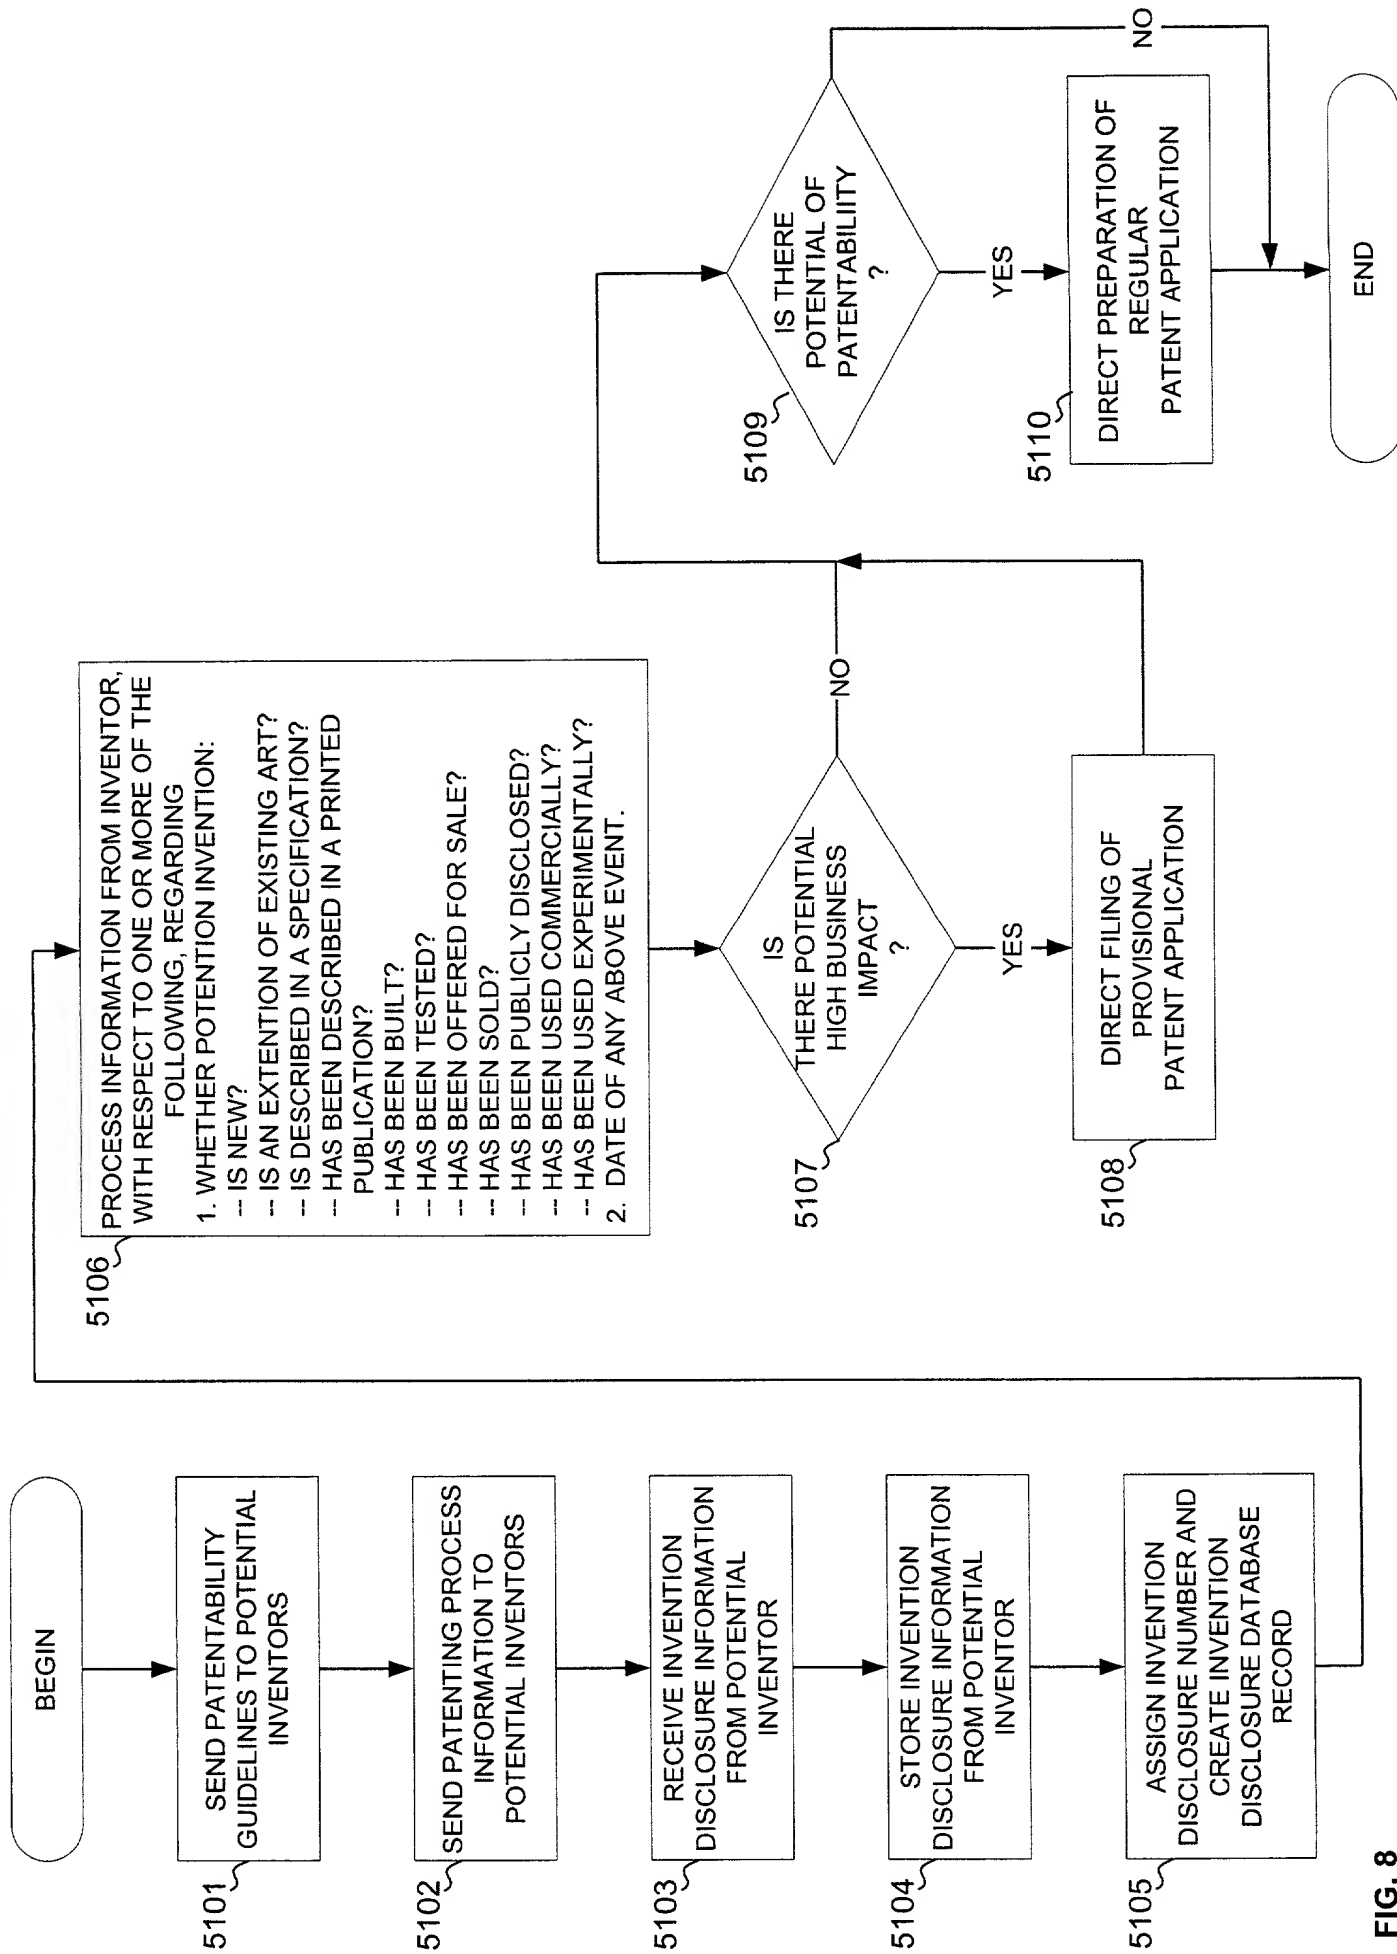 BEGIN
5101
SEND PATENTABILITY
GUIDELINES TO POTENTIAL
INVENTORS
5102
SEND PATENTING PROCESS
INFORMATION TO
POTENTIAL INVENTORS
5103
RECEIVE INVENTION
DISCLOSURE INFORMATION
FROM POTENTIAL
INVENTOR
5104
STORE INVENTION
DISCLOSURE INFORMATION
FROM POTENTIAL
INVENTOR
5105
ASSIGN INVENTION
DISCLOSURE NUMBER AND
CREATE INVENTION
DISCLOSURE DATABASE
RECORD
5106
PROCESS INFORMATION FROM INVENTOR,
WITH RESPECT TO ONE OR MORE OF THE
FOLLOWING, REGARDING
1. WHETHER POTENTION INVENTION:
-- IS NEW?
-- IS AN EXTENTION OF EXISTING ART?
-- IS DESCRIBED IN A SPECIFICATION?
-- HAS BEEN DESCRIBED IN A PRINTED
PUBLICATION?
-- HAS BEEN BUILT?
-- HAS BEEN TESTED?
-- HAS BEEN OFFERED FOR SALE?
-- HAS BEEN SOLD?
-- HAS BEEN PUBLICLY DISCLOSED?
-- HAS BEEN USED COMMERCIALLY?
-- HAS BEEN USED EXPERIMENTALLY?
2. DATE OF ANY ABOVE EVENT.
5107
IS
THERE POTENTIAL
HIGH BUSINESS
IMPACT
?
NO
YES
5108
DIRECT FILING OF
PROVISIONAL
PATENT APPLICATION
5109
IS THERE
POTENTIAL OF
PATENTABILIITY
?
NO
YES
5110
DIRECT PREPARATION OF
REGULAR
PATENT APPLICATION
END
FIG. 8